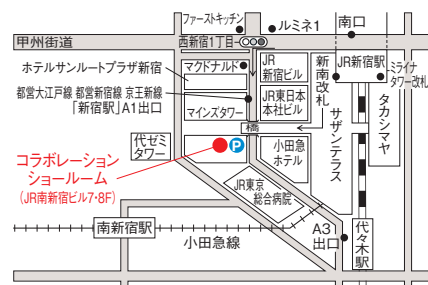 ファーストキッチン
ルミネ1
南口
甲州街道
西新宿1丁目
マクドナルド
JR
新宿ビル
新南改札
JR新宿駅
ミライナ
タワー改札
ホテルサンルートプラザ新宿
都営大江戸線 都営新宿線 京王新線
「新宿駅」A1出口
JR東日本
本社ビル
マインズタワー
サザンテラス
タカシマヤ
橋
代ゼミ
タワー
P
小田急
ホテル
コラボレーション
ショールーム
(JR南新宿ビル7・8F)
JR東京
総合病院
南新宿駅
小田急線
A3
出口
代々木駅